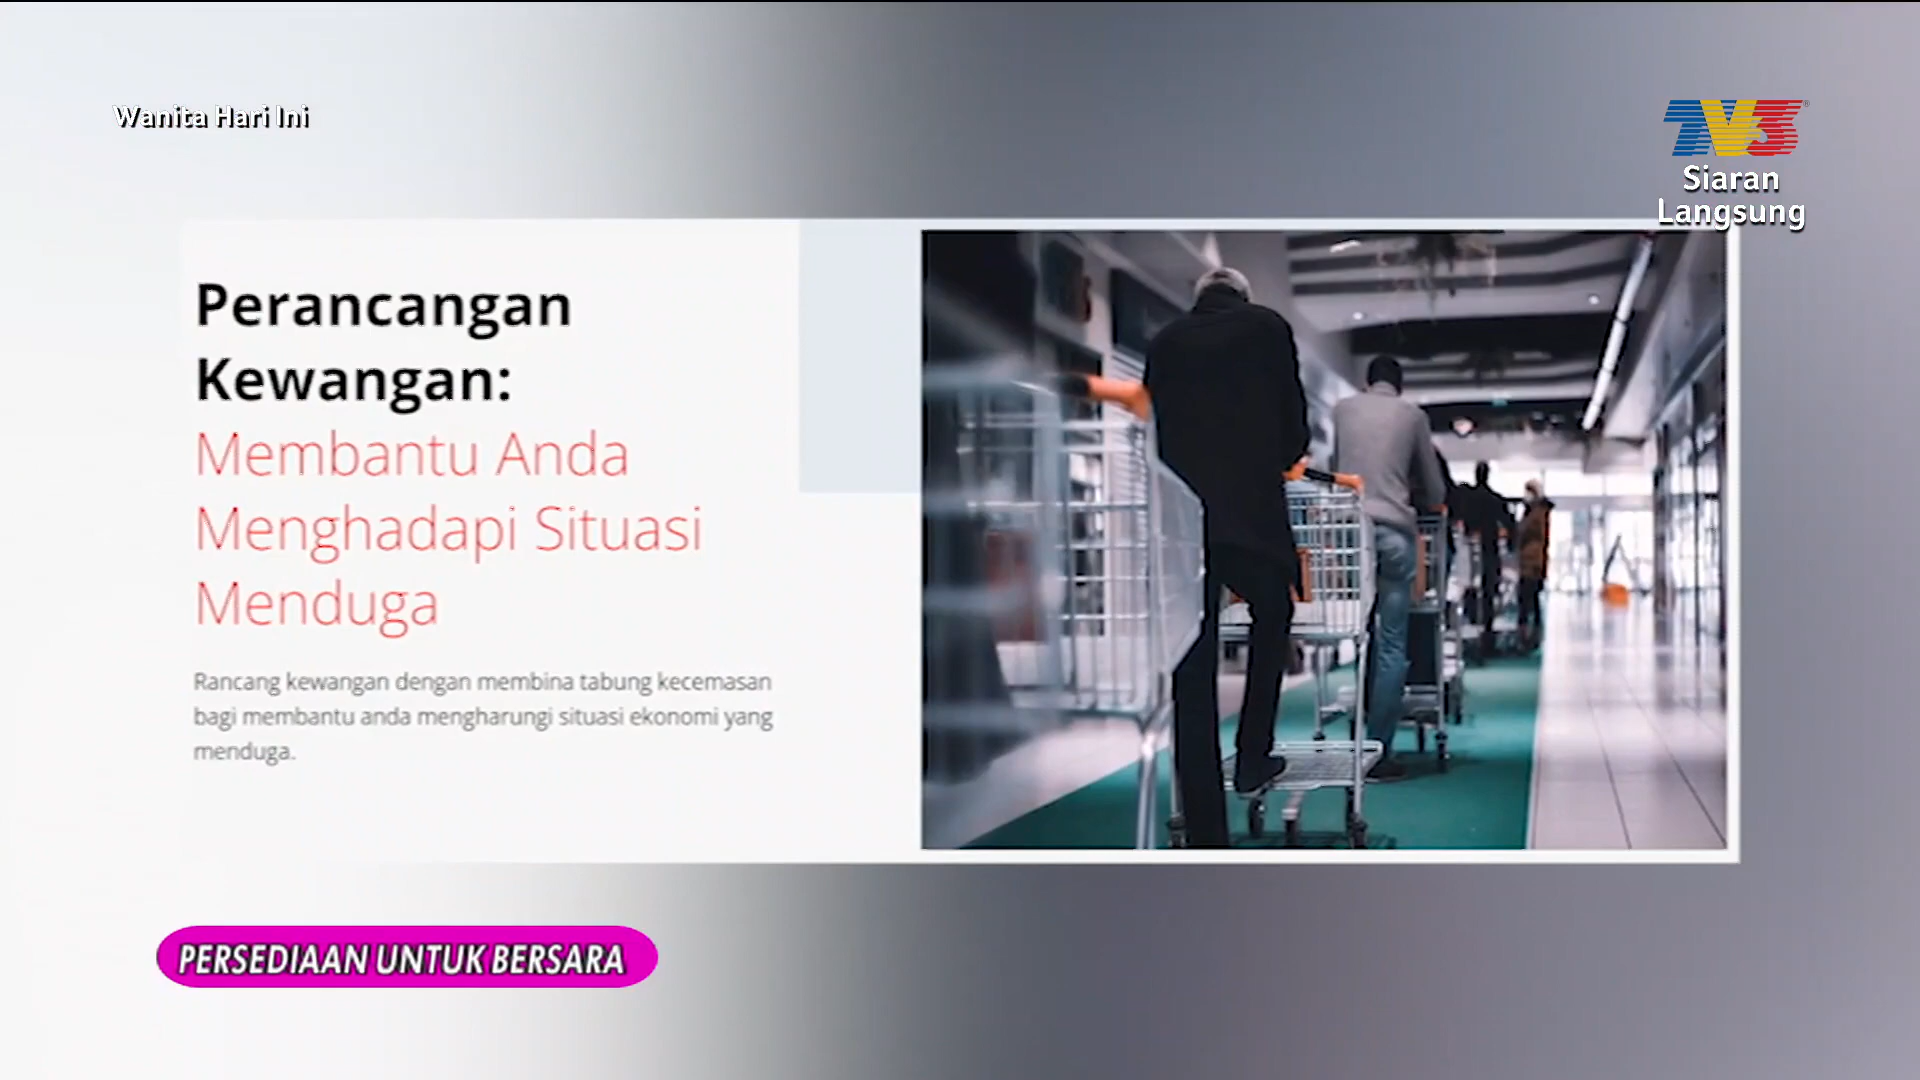 Wanita Hari Ini
TV3
Siaran
Langsung
Perancangan
Kewangan:
Membantu Anda
Menghadapi Situasi
Menduga
Rancang kewangan dengan membina tabung kecemasan
bagi membantu anda mengharungi situasi ekonomi yang
menduga.
PERSEDIAAN UNTUK BERSARA